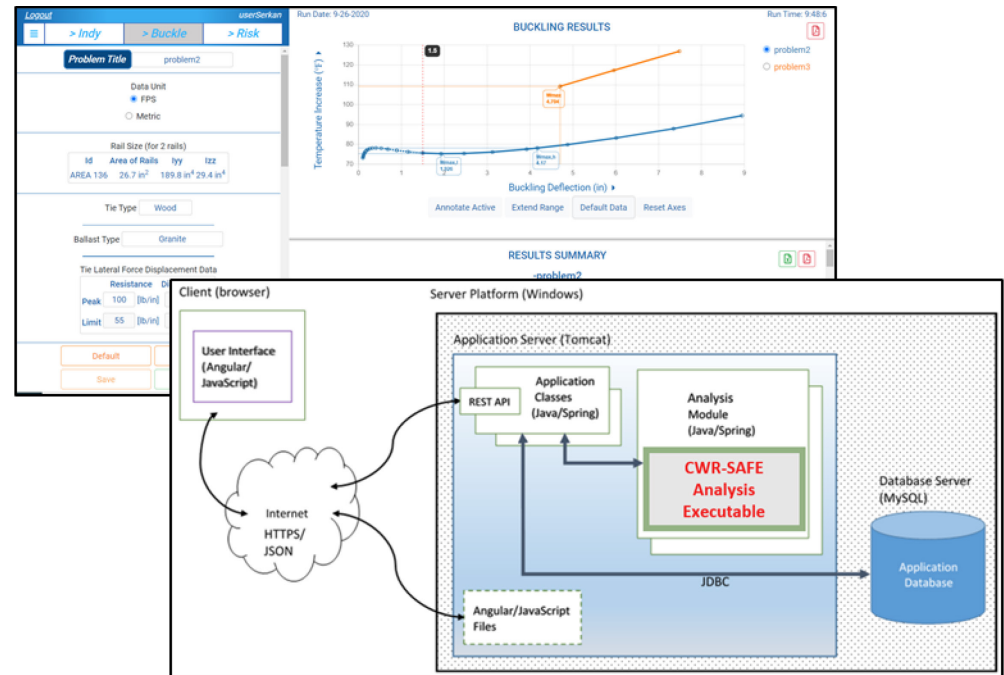 Logout
userSerkan
≡
> Indy
> Buckle
> Risk
Problem Title
problem2
Data Unit
FPS
Metric
Rail Size (for 2 rails)
Id Area of Rails Iyy Izz
AREA 136 26.7 in² 189.8 in⁴ 29.4 in⁴
Tie Type Wood
Ballast Type Granite
Tie Lateral Force Displacement Data
Resistance Di
Peak 100 [lb/in]
Limit 55 [lb/in]
Default
Save
Run Date: 9-26-2020
Run Time: 9:48:6
BUCKLING RESULTS
problem2
problem3
Temperature Increase (°F) ▸
130
120
110
100
90
80
70
1.5
Wmin
4.704
Bmax,h
4.17
0 1 2 3 4 5 6 7 8 9
Buckling Deflection (in) ▸
Annotate Active Extend Range Default Data Reset Axes
RESULTS SUMMARY
-problem2
Client (browser)
User Interface
(Angular/
JavaScript)
Internet
HTTPS/
JSON
Server Platform (Windows)
Application Server (Tomcat)
REST API
Application
Classes
(Java/Spring)
Analysis
Module
(Java/Spring)
CWR-SAFE
Analysis
Executable
JDBC
Angular/JavaScript
Files
Database Server
(MySQL)
Application
Database